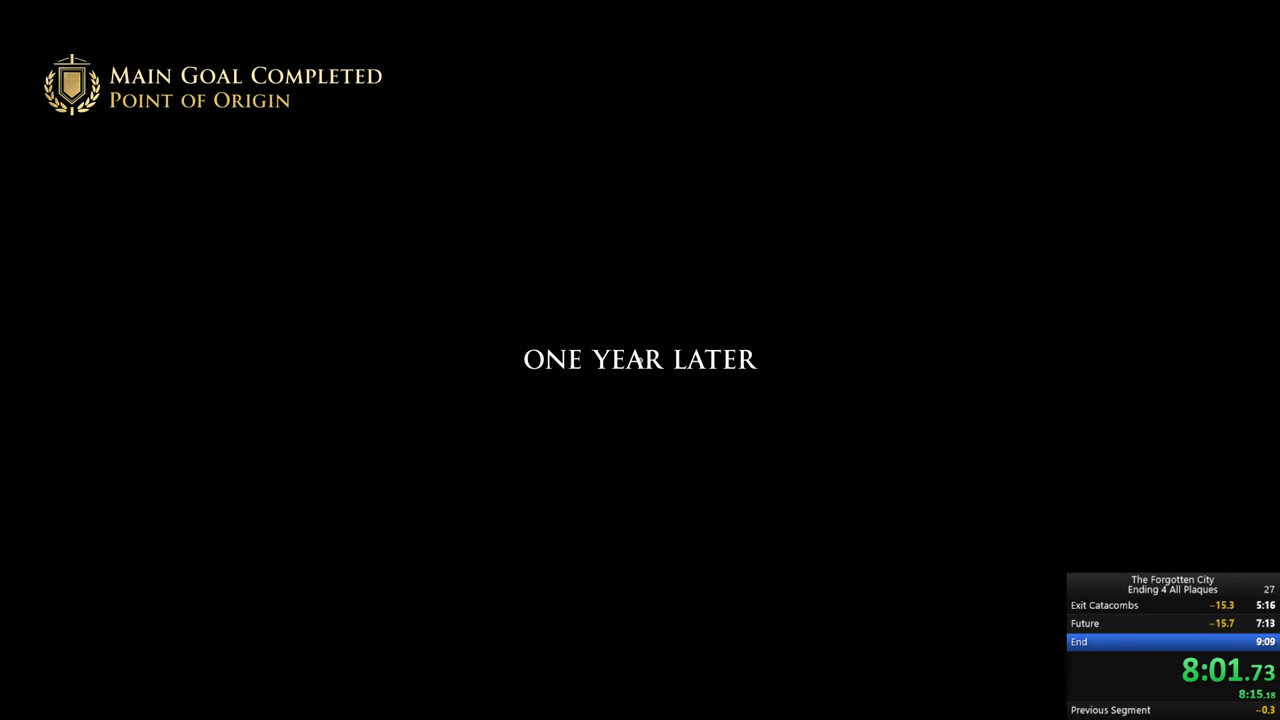 MAIN GOAL COMPLETED
POINT OF ORIGIN
ONE YEAR LATER
The Forgotten City
Ending 4 All Plaques 27
Exit Catacombs −15.3 5:16
Future −15.7 7:13
End 9:09
8:01.73
8:15.18
Previous Segment −0.3